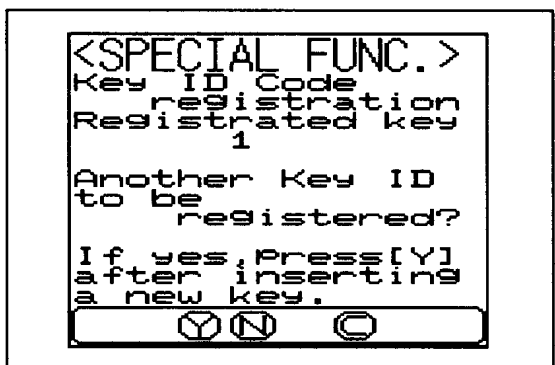 <SPECIAL FUNC.>
Key ID Code
registration
Registrated key
1
Another Key ID
to be
registered?
If yes,Press[Y]
after inserting
a new key.
Y N C